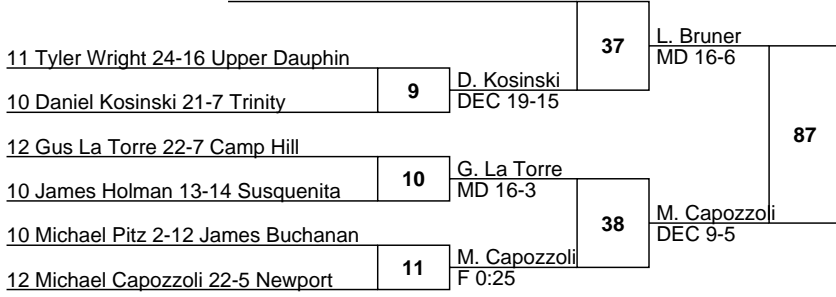 37
L. Bruner
MD 16-6
11 Tyler Wright 24-16 Upper Dauphin
9
D. Kosinski
DEC 19-15
10 Daniel Kosinski 21-7 Trinity
87
12 Gus La Torre 22-7 Camp Hill
10
G. La Torre
MD 16-3
10 James Holman 13-14 Susquenita
38
M. Capozzoli
DEC 9-5
10 Michael Pitz 2-12 James Buchanan
11
M. Capozzoli
F 0:25
12 Michael Capozzoli 22-5 Newport